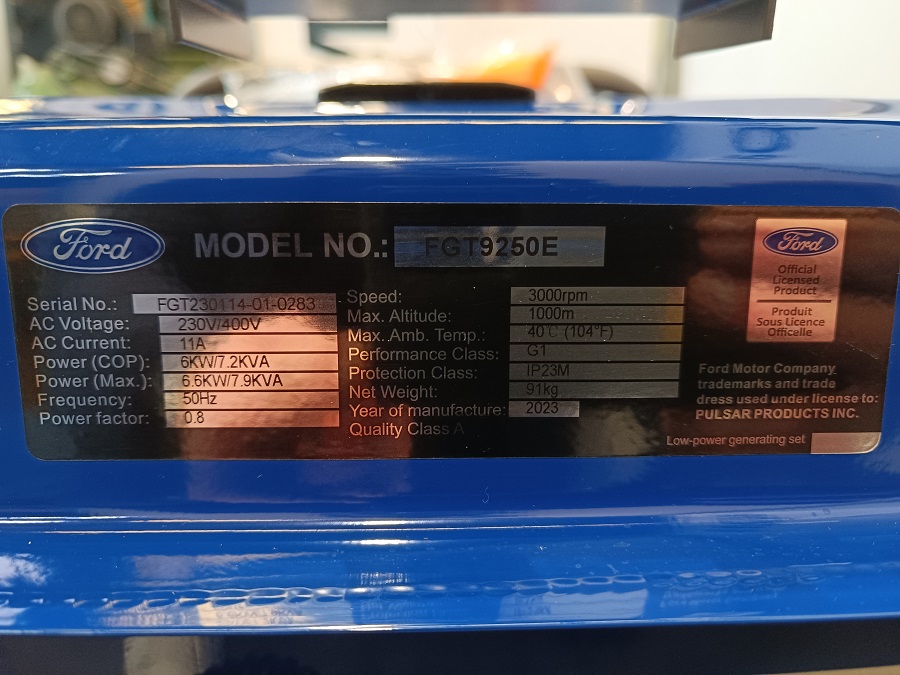 Ford
MODEL NO.: FGT9250E
Serial No.: FGT230114-01-0283
AC Voltage: 230V/400V
AC Current: 11A
Power (COP): 6KW/7.2KVA
Power (Max.): 6.6KW/7.9KVA
Frequency: 50Hz
Power factor: 0.8
Speed: 3000rpm
Max. Altitude: 1000m
Max. Amb. Temp.: 40℃ (104°F)
Performance Class: G1
Protection Class: IP23M
Net Weight: 91kg
Year of manufacture: 2023
Quality Class A
Ford
Official
Licensed
Product
Produit
Sous Licence
Officielle
Ford Motor Company
trademarks and trade
dress used under license to:
PULSAR PRODUCTS INC.
Low-power generating set